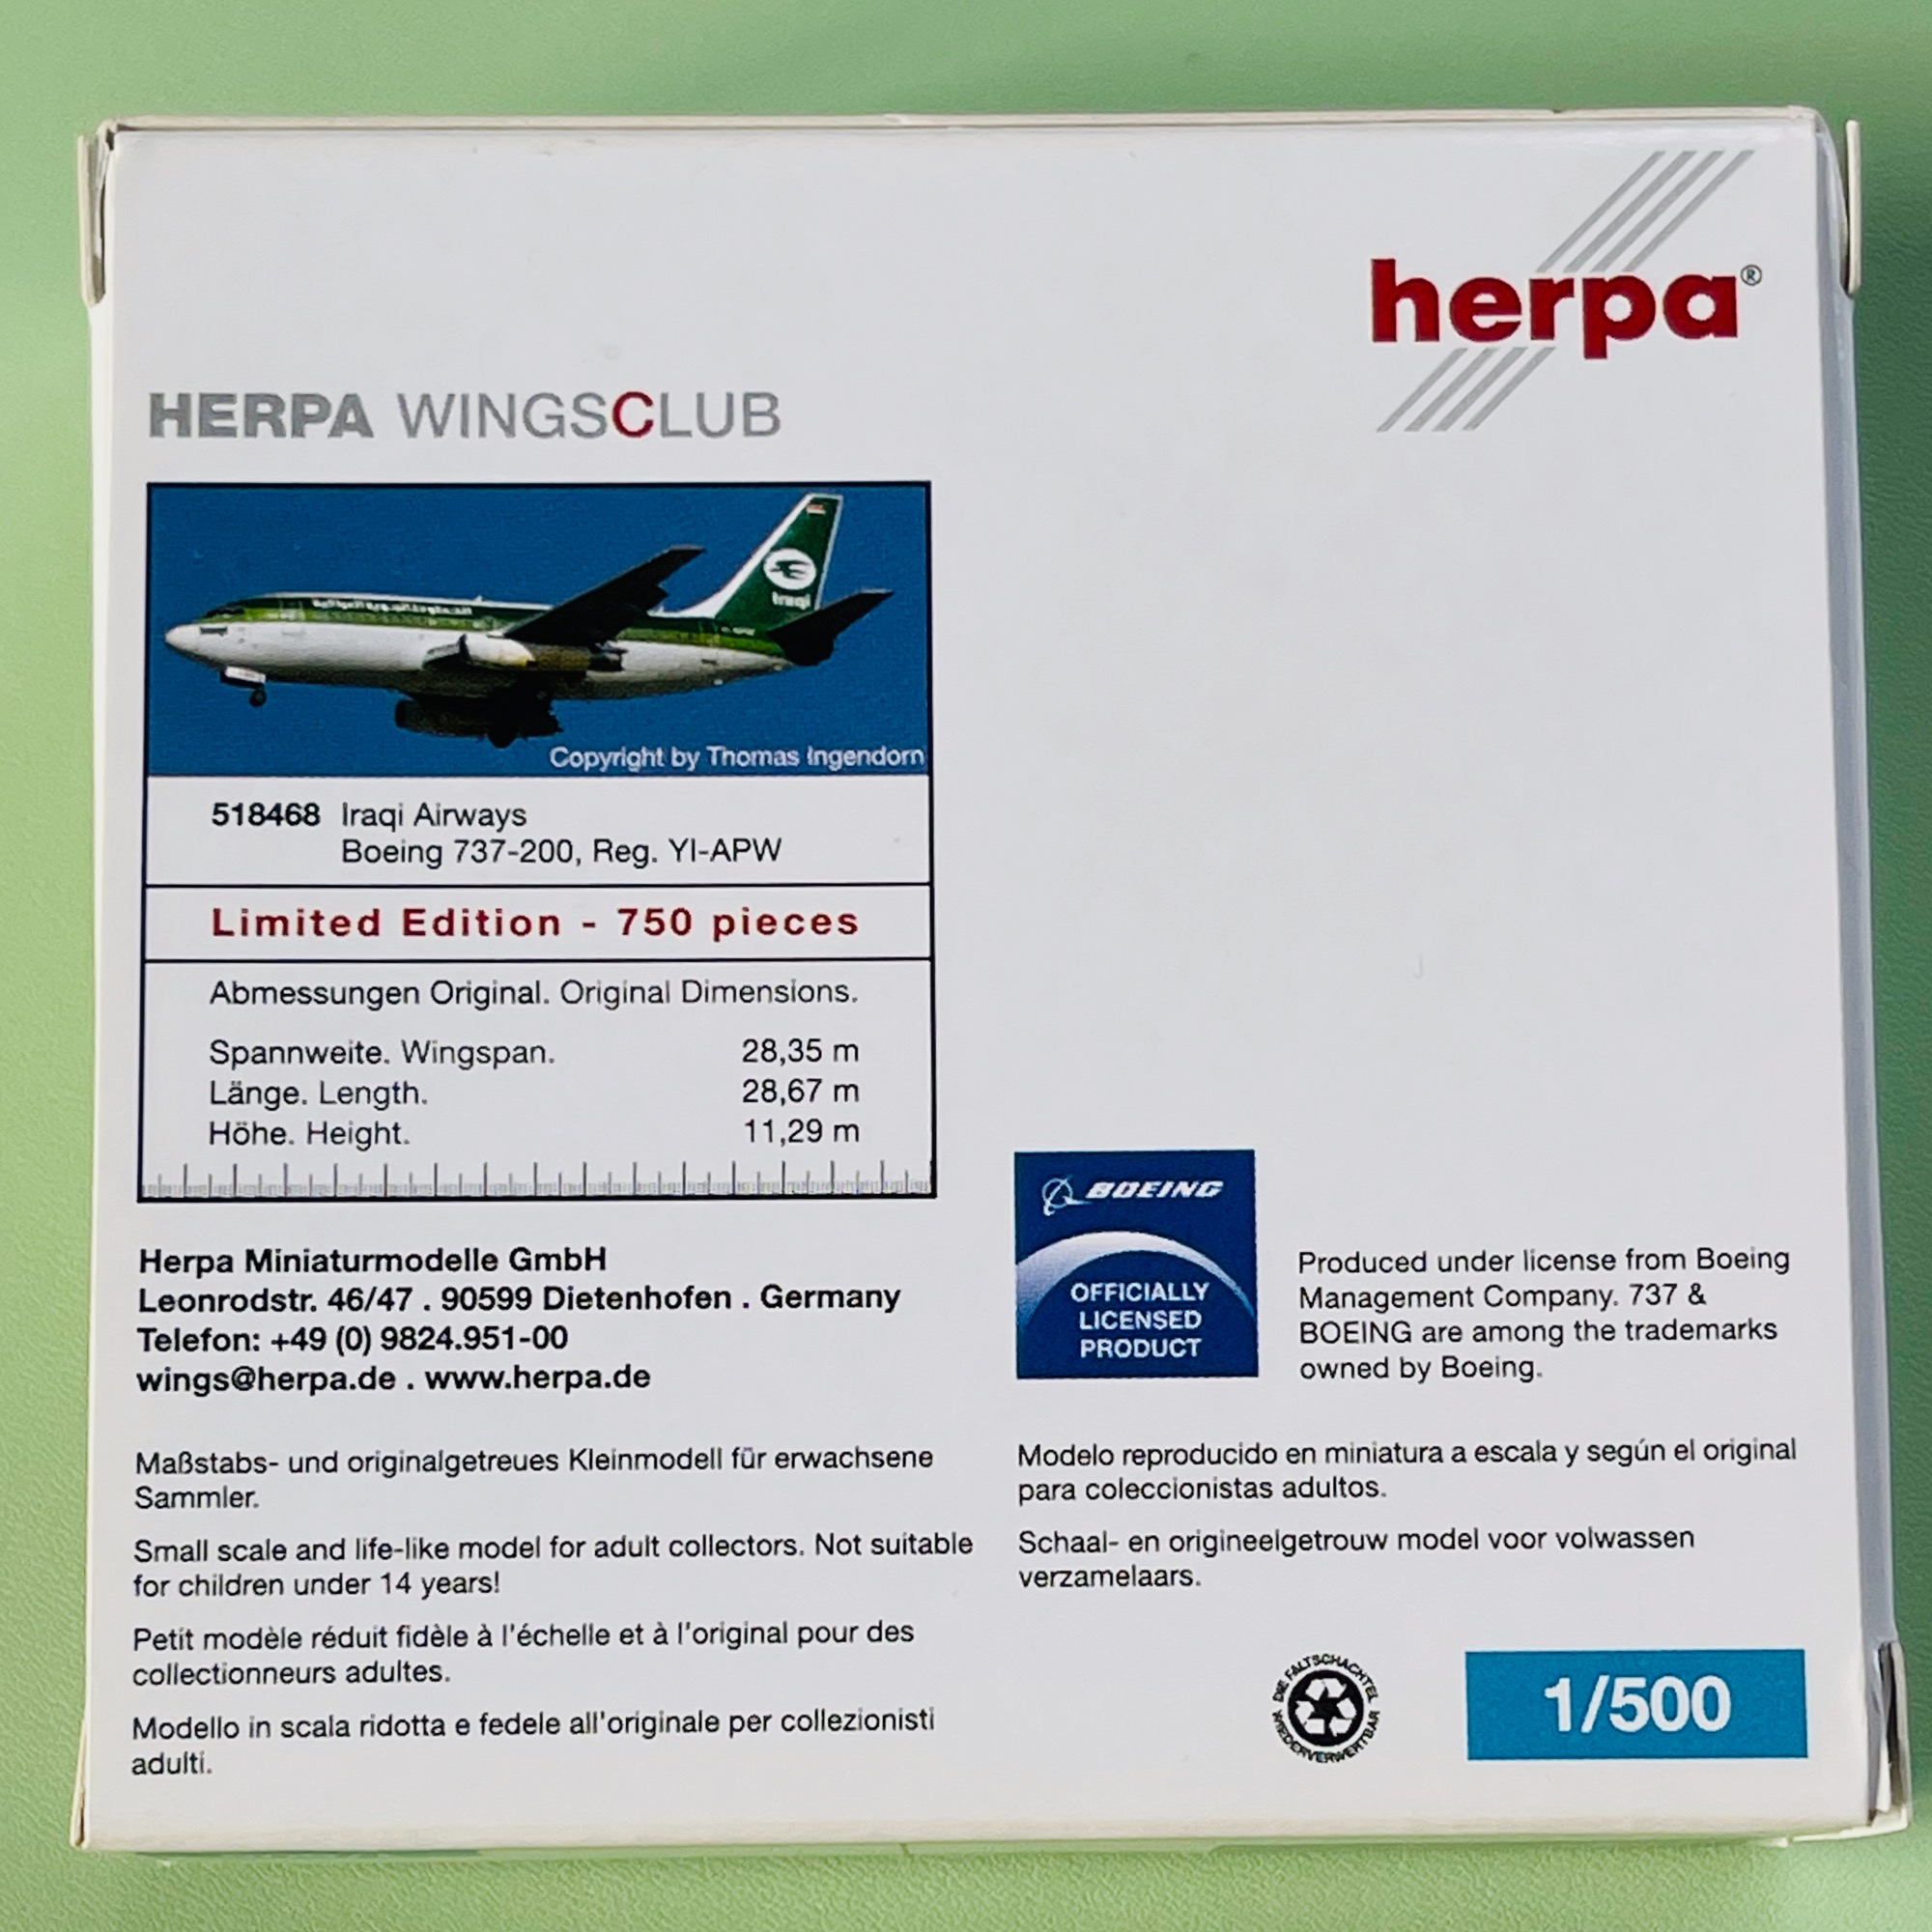 herpa®
HERPA WINGSCLUB
Iraqi
Copyright by Thomas Ingendorn
518468 Iraqi Airways
Boeing 737-200, Reg. YI-APW
Limited Edition - 750 pieces
Abmessungen Original. Original Dimensions.
Spannweite. Wingspan. 28,35 m
Länge. Length. 28,67 m
Höhe. Height. 11,29 m
Herpa Miniaturmodelle GmbH
Leonrodstr. 46/47 . 90599 Dietenhofen . Germany
Telefon: +49 (0) 9824.951-00
wings@herpa.de . www.herpa.de
BOEING
OFFICIALLY
LICENSED
PRODUCT
Produced under license from Boeing
Management Company. 737 &
BOEING are among the trademarks
owned by Boeing.
Maßstabs- und originalgetreues Kleinmodell für erwachsene
Sammler.
Small scale and life-like model for adult collectors. Not suitable
for children under 14 years!
Petit modèle réduit fidèle à l'échelle et à l'original pour des
collectionneurs adultes.
Modello in scala ridotta e fedele all'originale per collezionisti
adulti.
Modelo reproducido en miniatura a escala y según el original
para coleccionistas adultos.
Schaal- en origineelgetrouw model voor volwassen
verzamelaars.
DIE FALTSCHACHTEL
WIEDERVERWERTBAR
1/500